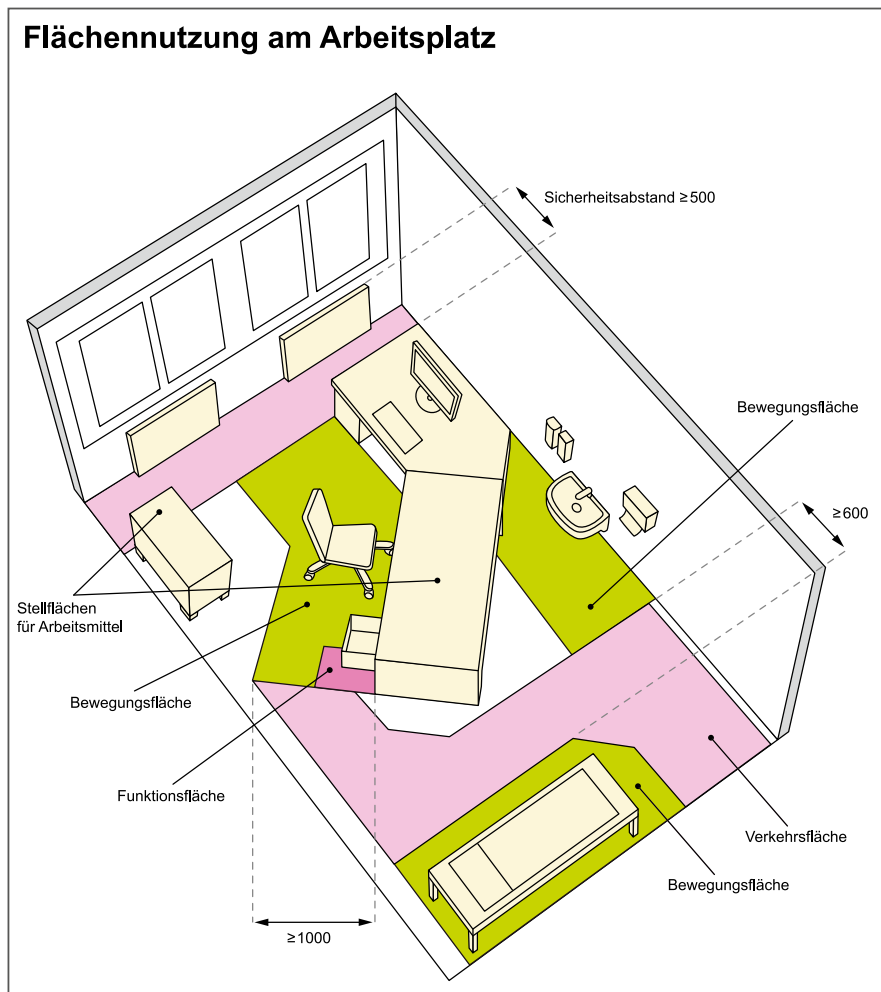 Flächennutzung am Arbeitsplatz
Sicherheitsabstand ≥500
Bewegungsfläche
≥600
Stellflächen
für Arbeitsmittel
Bewegungsfläche
Funktionsfläche
Verkehrsfläche
Bewegungsfläche
≥1000